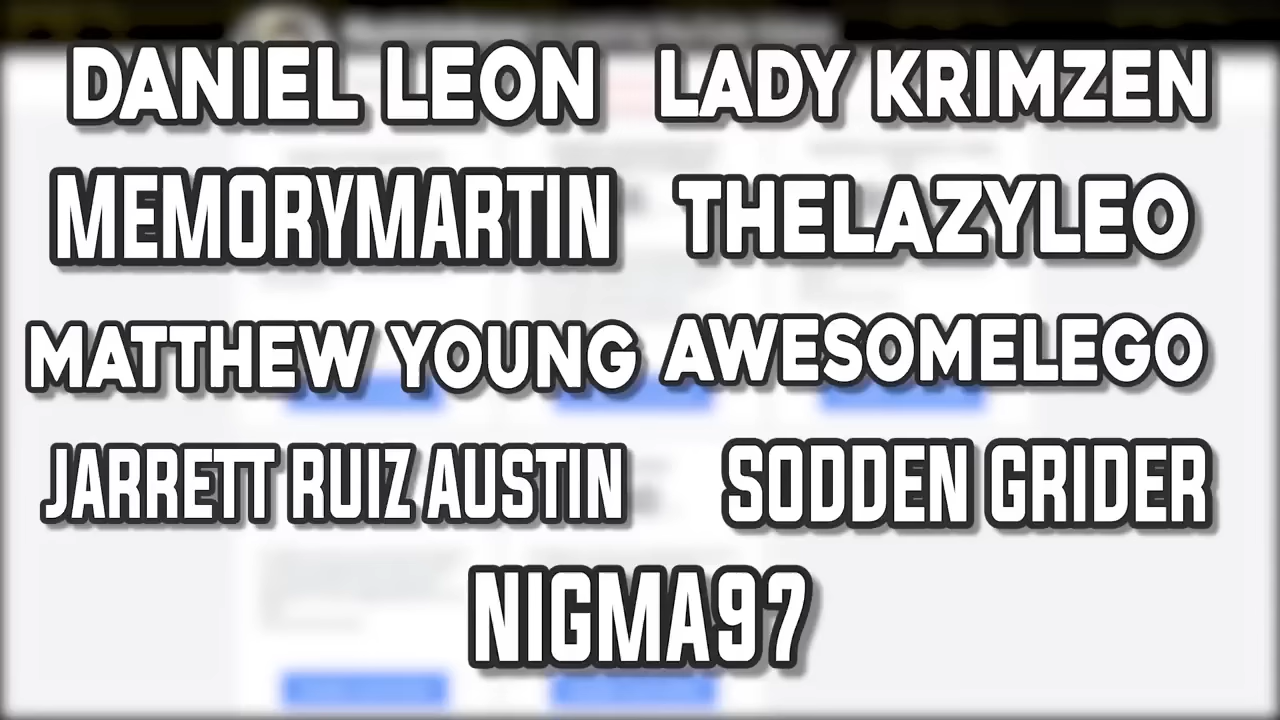 DANIEL LEON LADY KRIMZEN
MEMORYMARTIN THELAZYLEO
MATTHEW YOUNG AWESOMELEGO
JARRETT RUIZ AUSTIN SODDEN GRIDER
NIGMA97